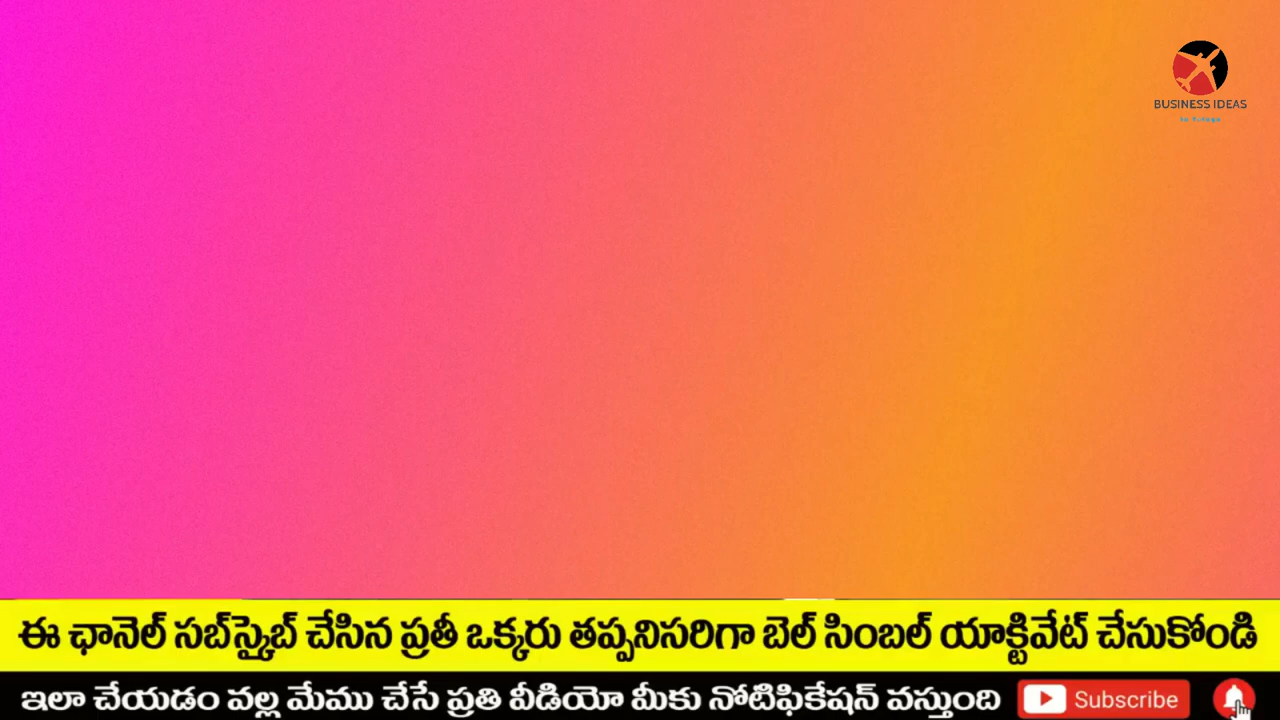 BUSINESS IDEAS
ఈ ఛానెల్ సబ్‌స్క్రైబ్ చేసిన ప్రతీ ఒక్కరు తప్పనిసరిగా బెల్ సింబల్ యాక్టివేట్ చేసుకోండి
ఇలా చేయడం వల్ల మేము చేసే ప్రతి వీడియో మీకు నోటిఫికేషన్ వస్తుంది Subscribe